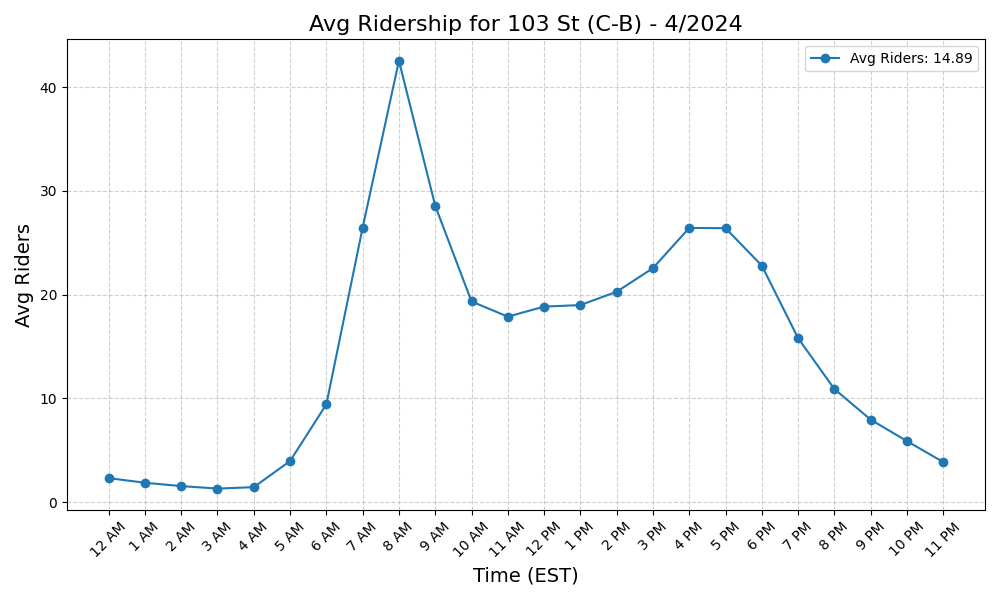 Avg Ridership for 103 St (C-B) - 4/2024
Avg Riders: 14.89
Avg Riders
40
30
20
10
0
12 AM
1 AM
2 AM
3 AM
4 AM
5 AM
6 AM
7 AM
8 AM
9 AM
10 AM
11 AM
12 PM
1 PM
2 PM
3 PM
4 PM
5 PM
6 PM
7 PM
8 PM
9 PM
10 PM
11 PM
Time (EST)